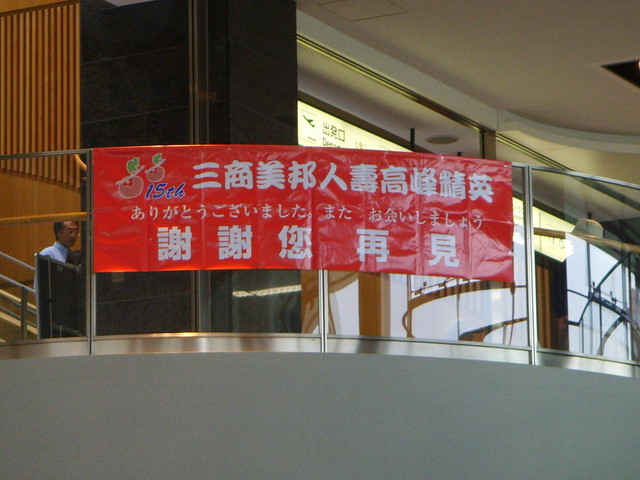 出発口
15th 三商美邦人壽高峰精英
ありがとうございました。また お会いしましょう
謝謝您再見